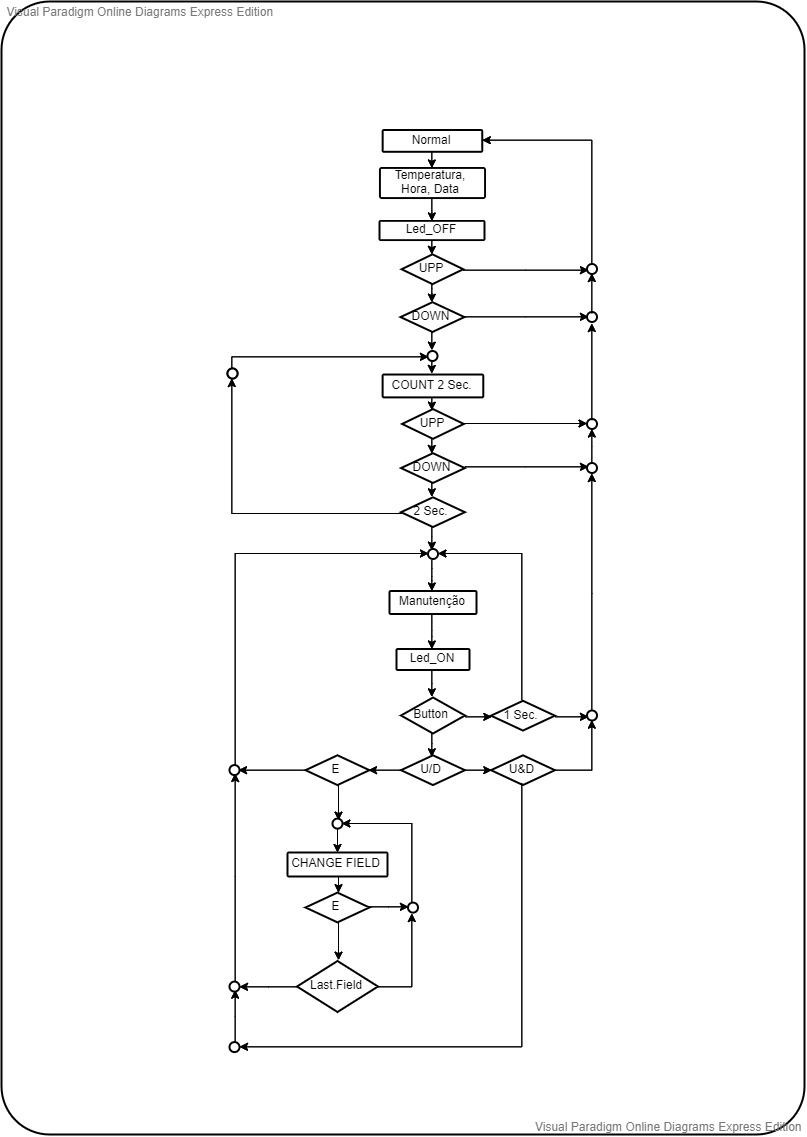 Visual Paradigm Online Diagrams Express Edition
Normal
Temperatura,
Hora, Data
Led_OFF
UPP
DOWN
COUNT 2 Sec.
UPP
DOWN
2 Sec.
Manutenção
Led_ON
Button
1 Sec.
E
U/D
U&D
CHANGE FIELD
E
Last.Field
Visual Paradigm Online Diagrams Express Edition